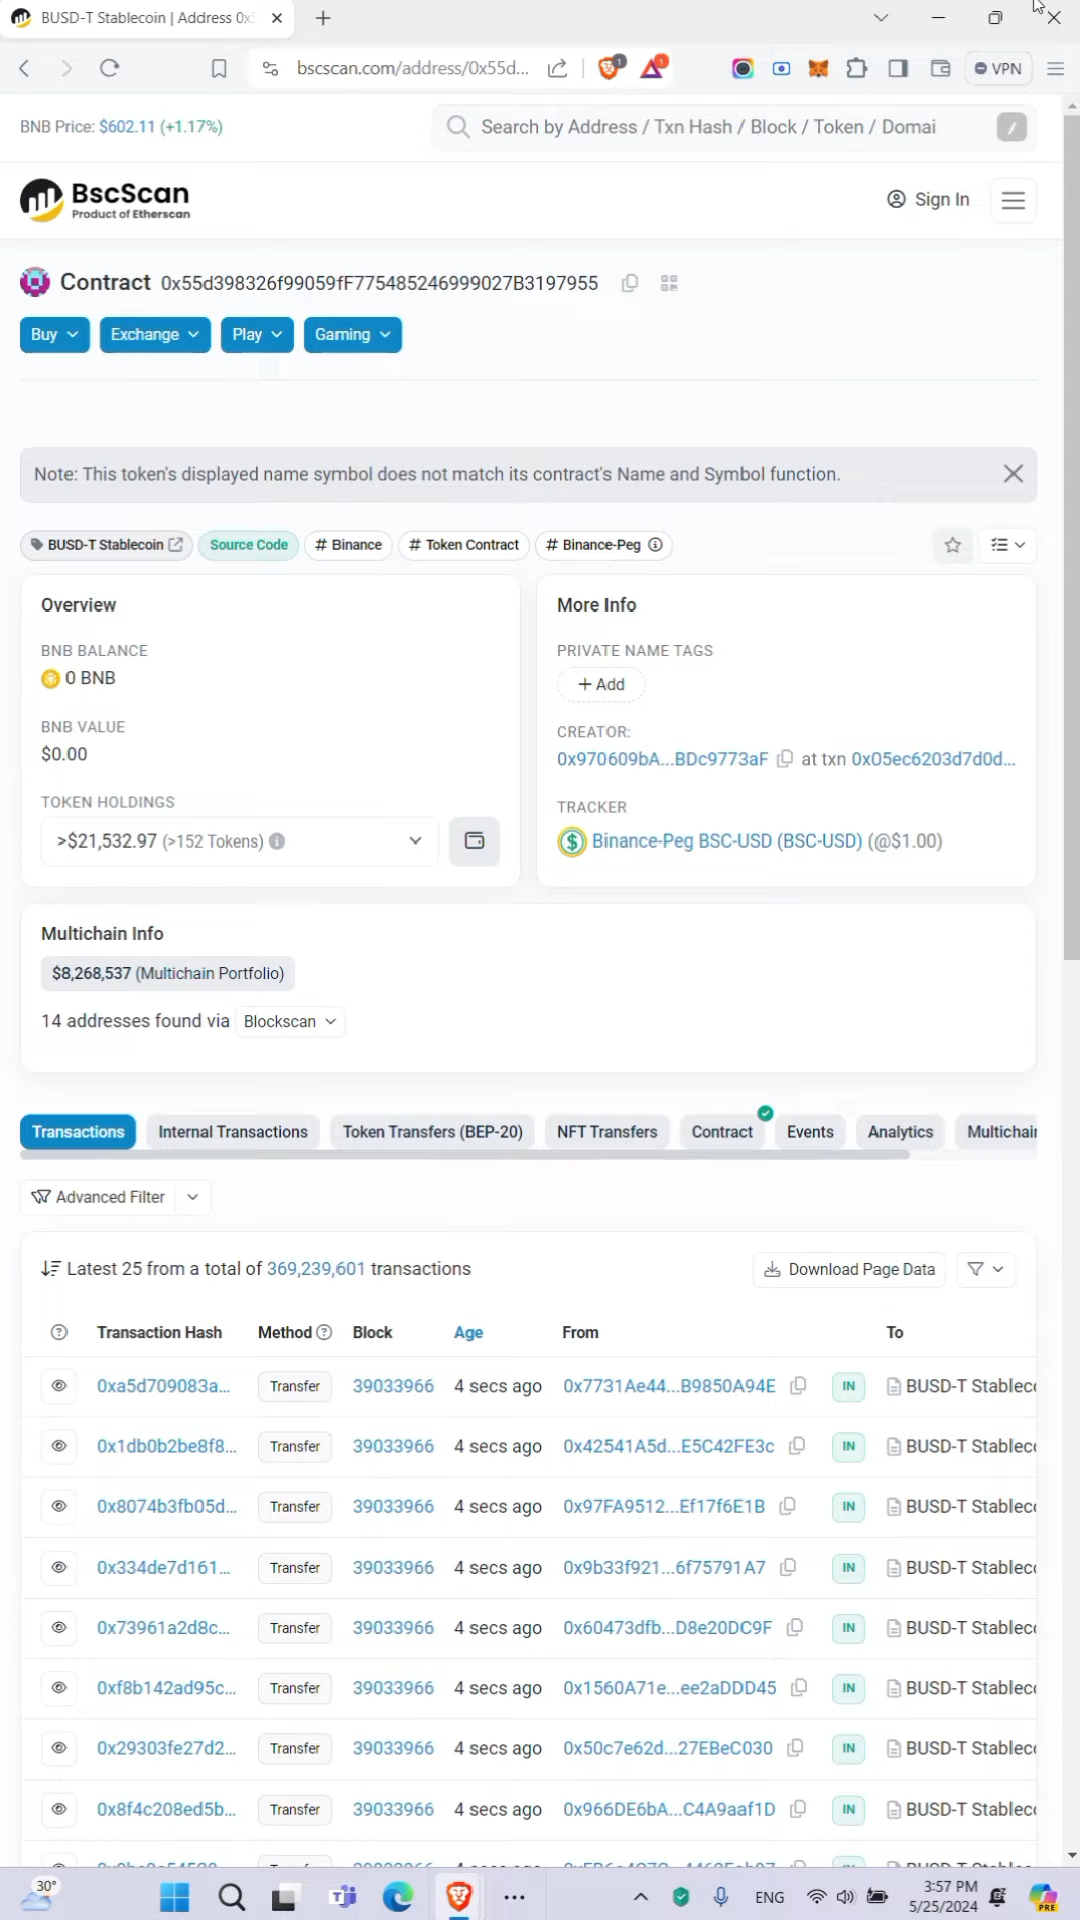 BUSD-T Stablecoin | Address 0x5
bscscan.com/address/0x55d...
1
1
VPN
BNB Price: $602.11 (+1.17%)
Search by Address / Txn Hash / Block / Token / Domai
/
BscScan
Product of Etherscan
Sign In
Contract 0x55d398326f99059fF775485246999027B3197955
Buy
Exchange
Play
Gaming
Note: This token's displayed name symbol does not match its contract's Name and Symbol function.
BUSD-T Stablecoin
Source Code
# Binance
# Token Contract
# Binance-Peg
Overview
BNB BALANCE
0 BNB
BNB VALUE
$0.00
TOKEN HOLDINGS
>$21,532.97 (>152 Tokens)
More Info
PRIVATE NAME TAGS
+ Add
CREATOR:
0x970609bA...BDc9773aF at txn 0x05ec6203d7d0d...
TRACKER
Binance-Peg BSC-USD (BSC-USD) (@$1.00)
Multichain Info
$8,268,537 (Multichain Portfolio)
14 addresses found via Blockscan
Transactions
Internal Transactions
Token Transfers (BEP-20)
NFT Transfers
Contract
Events
Analytics
Multichain
Advanced Filter
Latest 25 from a total of 369,239,601 transactions
Download Page Data
Transaction Hash Method Block Age From To
0xa5d709083a... Transfer 39033966 4 secs ago 0x7731Ae44...B9850A94E IN BUSD-T Stablec
0x1db0b2be8f8... Transfer 39033966 4 secs ago 0x42541A5d...E5C42FE3c IN BUSD-T Stablec
0x8074b3fb05d... Transfer 39033966 4 secs ago 0x97FA9512...Ef17f6E1B IN BUSD-T Stablec
0x334de7d161... Transfer 39033966 4 secs ago 0x9b33f921...6f75791A7 IN BUSD-T Stablec
0x73961a2d8c... Transfer 39033966 4 secs ago 0x60473dfb...D8e20DC9F IN BUSD-T Stablec
0xf8b142ad95c... Transfer 39033966 4 secs ago 0x1560A71e...ee2aDDD45 IN BUSD-T Stablec
0x29303fe27d2... Transfer 39033966 4 secs ago 0x50c7e62d...27EBeC030 IN BUSD-T Stablec
0x8f4c208ed5b... Transfer 39033966 4 secs ago 0x966DE6bA...C4A9aaf1D IN BUSD-T Stablec
30°
ENG
3:57 PM
5/25/2024
PRE